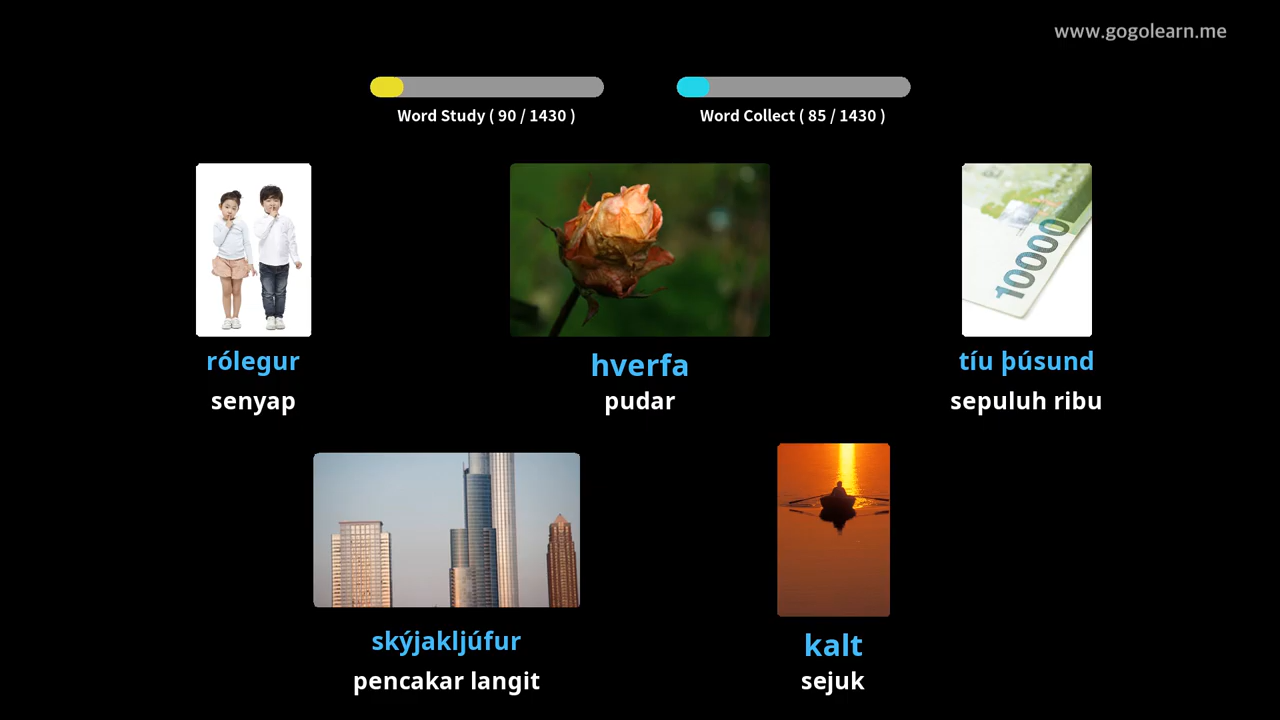 www.gogolearn.me
Word Study ( 90 / 1430 )
Word Collect ( 85 / 1430 )
10000
rólegur
senyap
hverfa
pudar
tíu þúsund
sepuluh ribu
skýjakljúfur
pencakar langit
kalt
sejuk